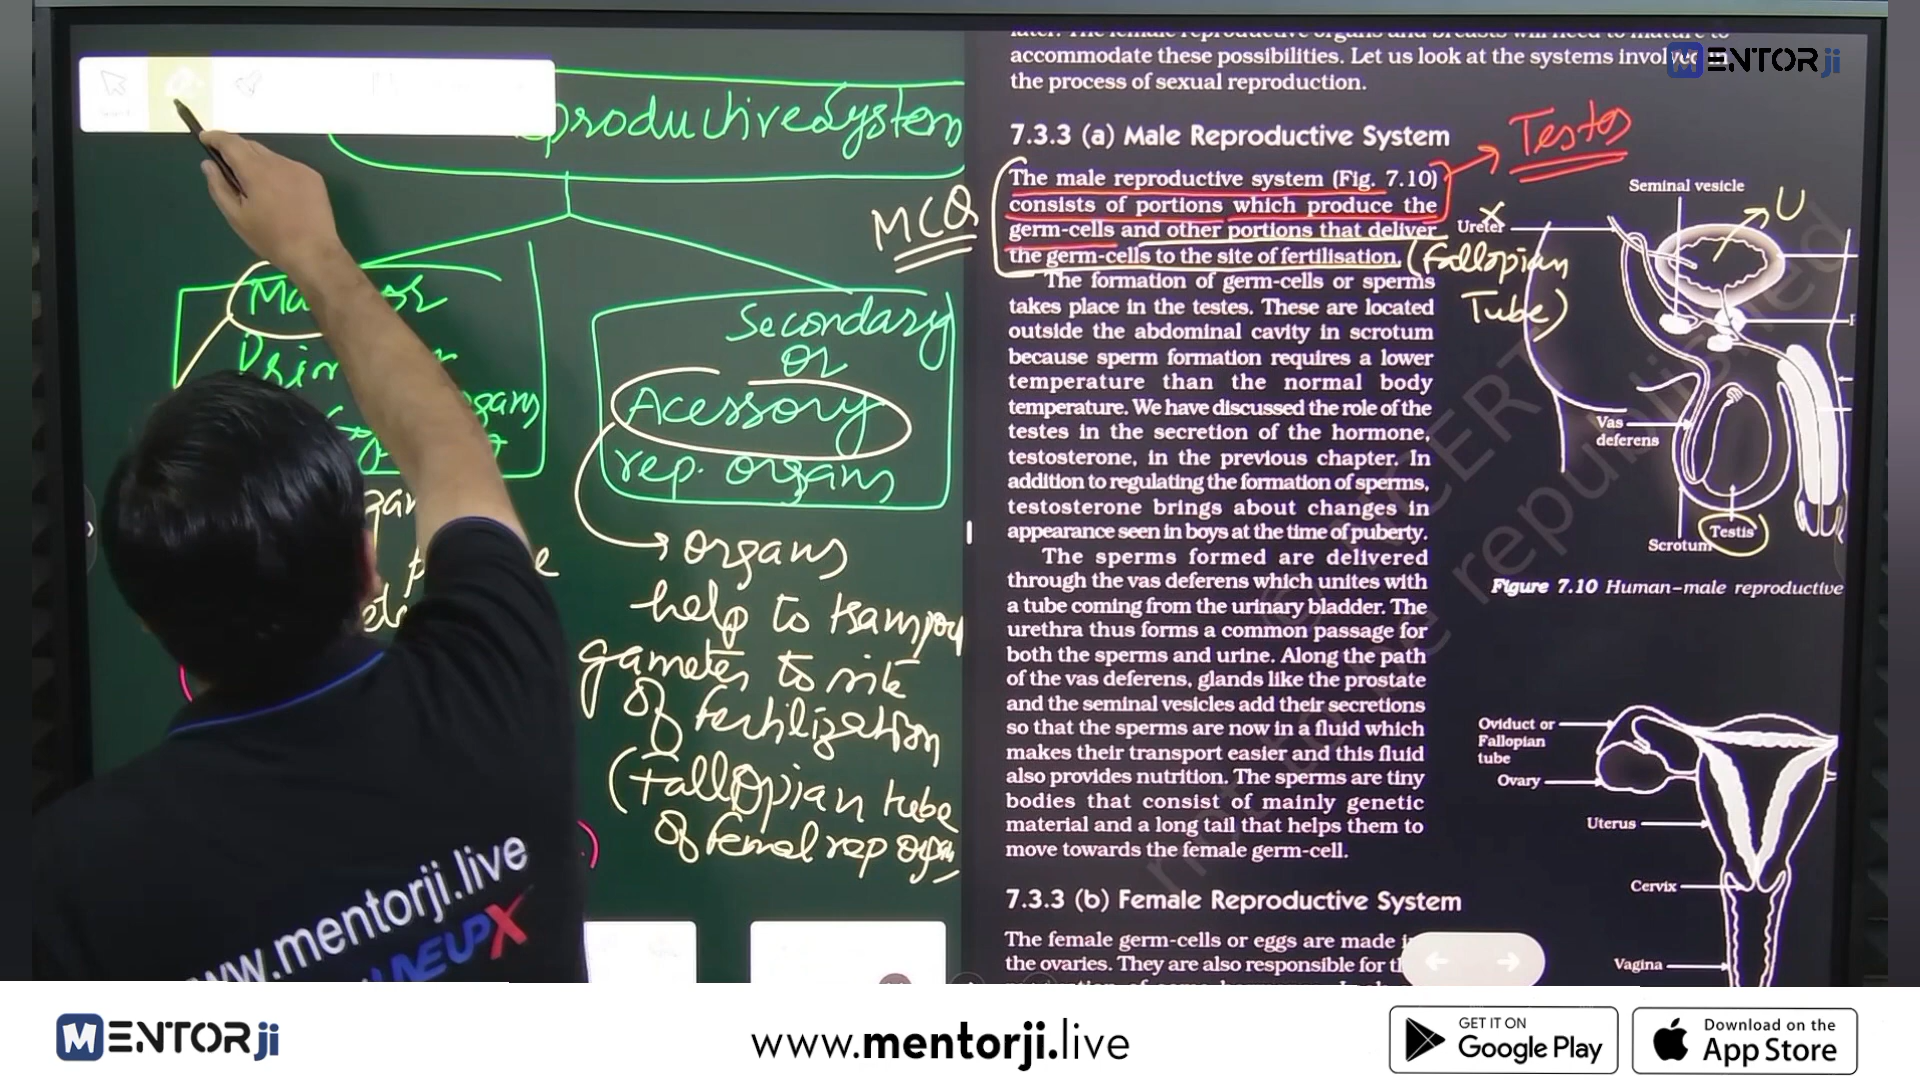 productive System
MCQ
Secondary
or
Acessory
rep. organs
organs
help to
gametes to site
of fertilization
(Fallopian tube
of femal rep
www.mentorji.live
accommodate these possibilities. Let us look at the systems involved in
the process of sexual reproduction.
MENTORji
7.3.3 (a) Male Reproductive System
Testes
The male reproductive system (Fig. 7.10)
consists of portions which produce the
germ-cells and other portions that deliver
the germ-cells to the site of fertilisation.
(Fallopian
Tube)
The formation of germ-cells or sperms
takes place in the testes. These are located
outside the abdominal cavity in scrotum
because sperm formation requires a lower
temperature than the normal body
temperature. We have discussed the role of the
testes in the secretion of the hormone,
testosterone, in the previous chapter. In
addition to regulating the formation of sperms,
testosterone brings about changes in
appearance seen in boys at the time of puberty.
The sperms formed are delivered
through the vas deferens which unites with
a tube coming from the urinary bladder. The
urethra thus forms a common passage for
both the sperms and urine. Along the path
of the vas deferens, glands like the prostate
and the seminal vesicles add their secretions
so that the sperms are now in a fluid which
makes their transport easier and this fluid
also provides nutrition. The sperms are tiny
bodies that consist of mainly genetic
material and a long tail that helps them to
move towards the female germ-cell.
7.3.3 (b) Female Reproductive System
The female germ-cells or eggs are made
the ovaries. They are also responsible for
Seminal vesicle
U
Ureter
X
Vas
deferens
Testis
Scrotum
Figure 7.10 Human–male reproductive
Oviduct or
Fallopian
tube
Ovary
Uterus
Cervix
Vagina
MENTORji
www.mentorji.live
GET IT ON
Google Play
Download on the
App Store